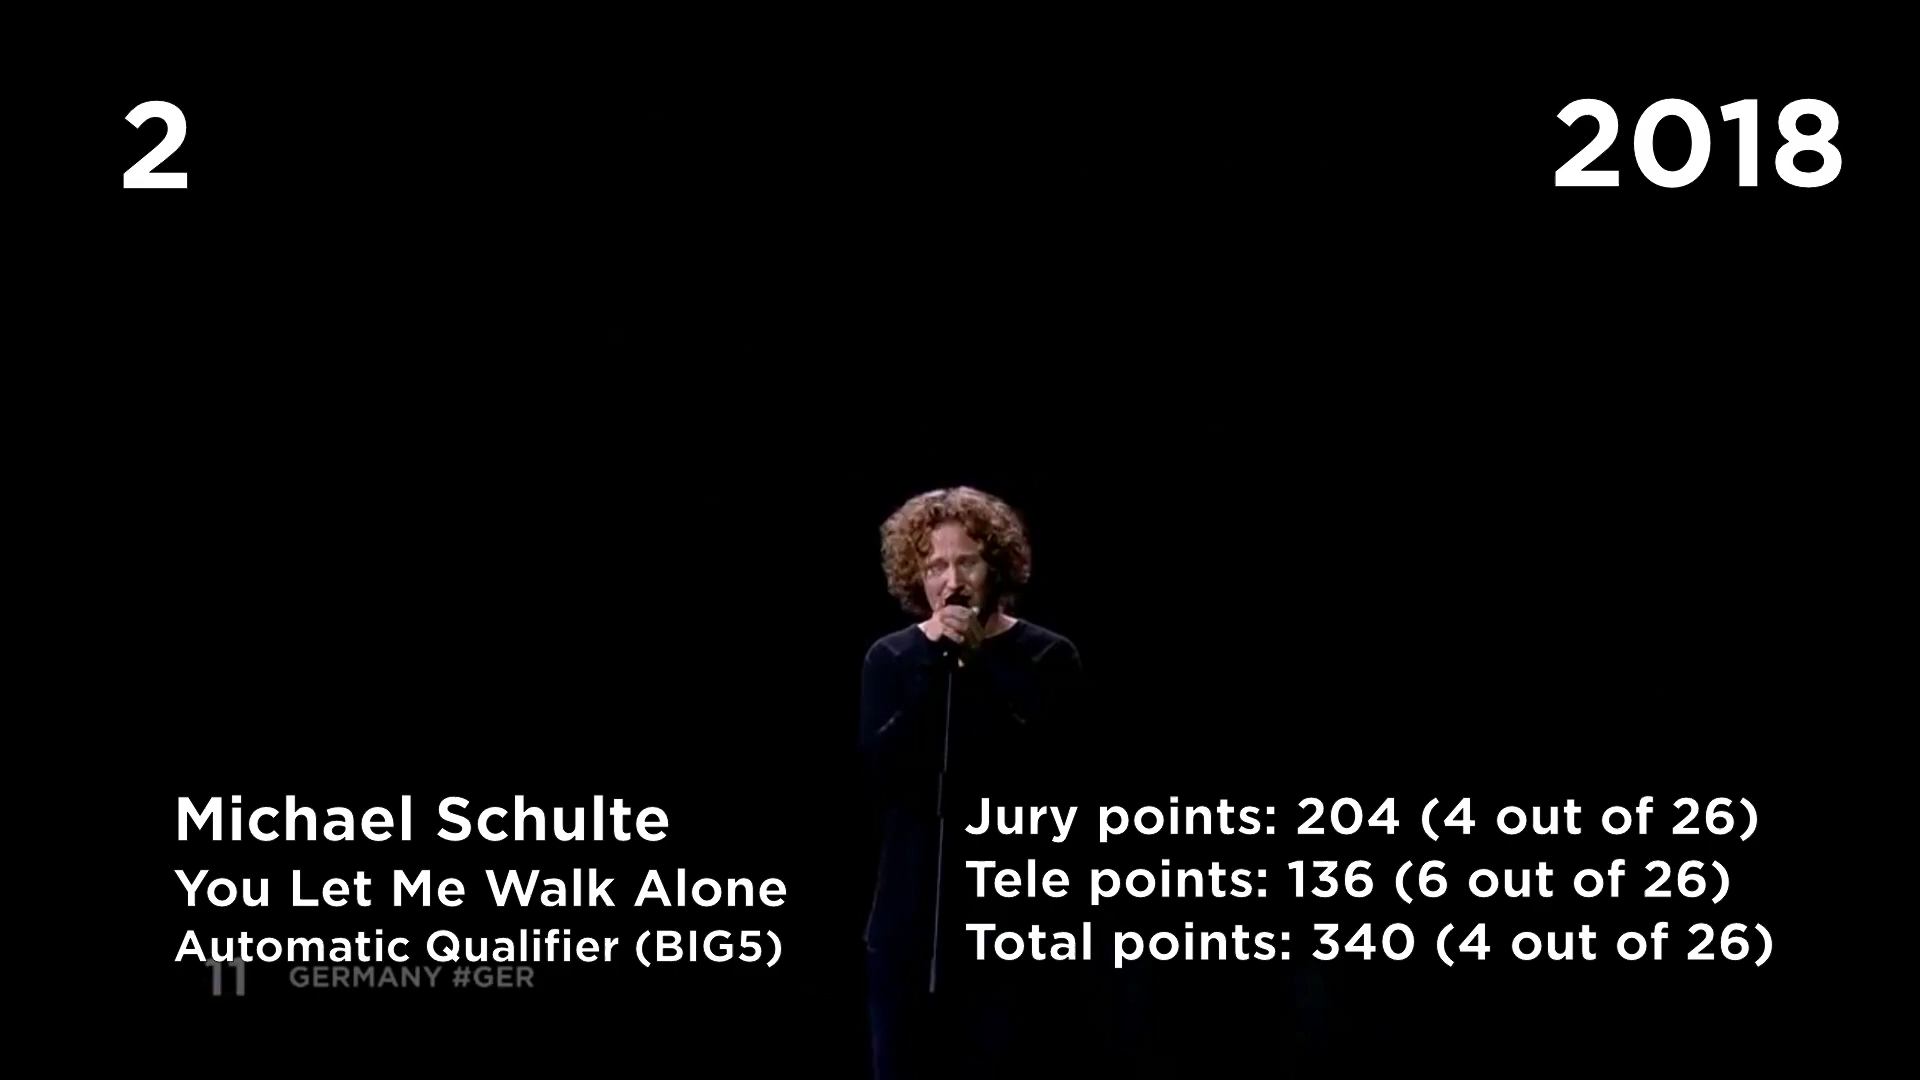 2
2018
Michael Schulte
You Let Me Walk Alone
Automatic Qualifier (BIG5)
11 GERMANY #GER
Jury points: 204 (4 out of 26)
Tele points: 136 (6 out of 26)
Total points: 340 (4 out of 26)